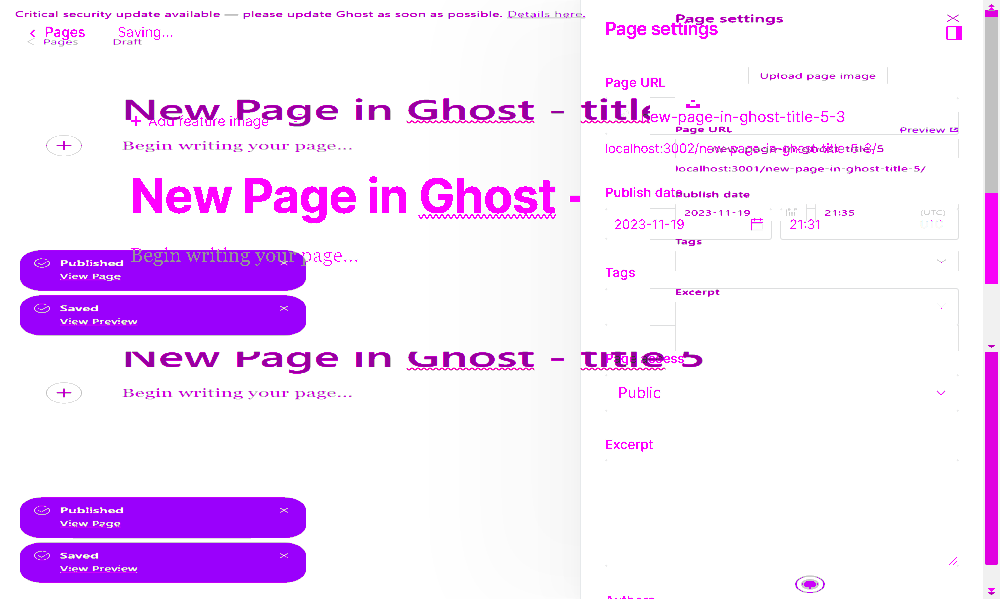 Critical security update available — please update Ghost as soon as possible. Details here.
Pages Saving...
Pages Draft
New Page in Ghost - title
Add feature image
Begin writing your page...
New Page in Ghost -
Begin writing your page...
Published
View Page
Saved
View Preview
New Page in Ghost - title 5
Begin writing your page...
Published
View Page
Saved
View Preview
Page settings
Page settings
Upload page image
Page URL
ew-page-in-ghost-title-5-3
Page URL Preview
localhost:3002/new-page-in-ghost-title-5-3/
localhost:3001/new-page-in-ghost-title-5/
Publish date
Publish date
2023-11-19 21:35 (UTC)
2023-11-19 21:31
Tags
Tags
Excerpt
Page access
Public
Excerpt
Authors